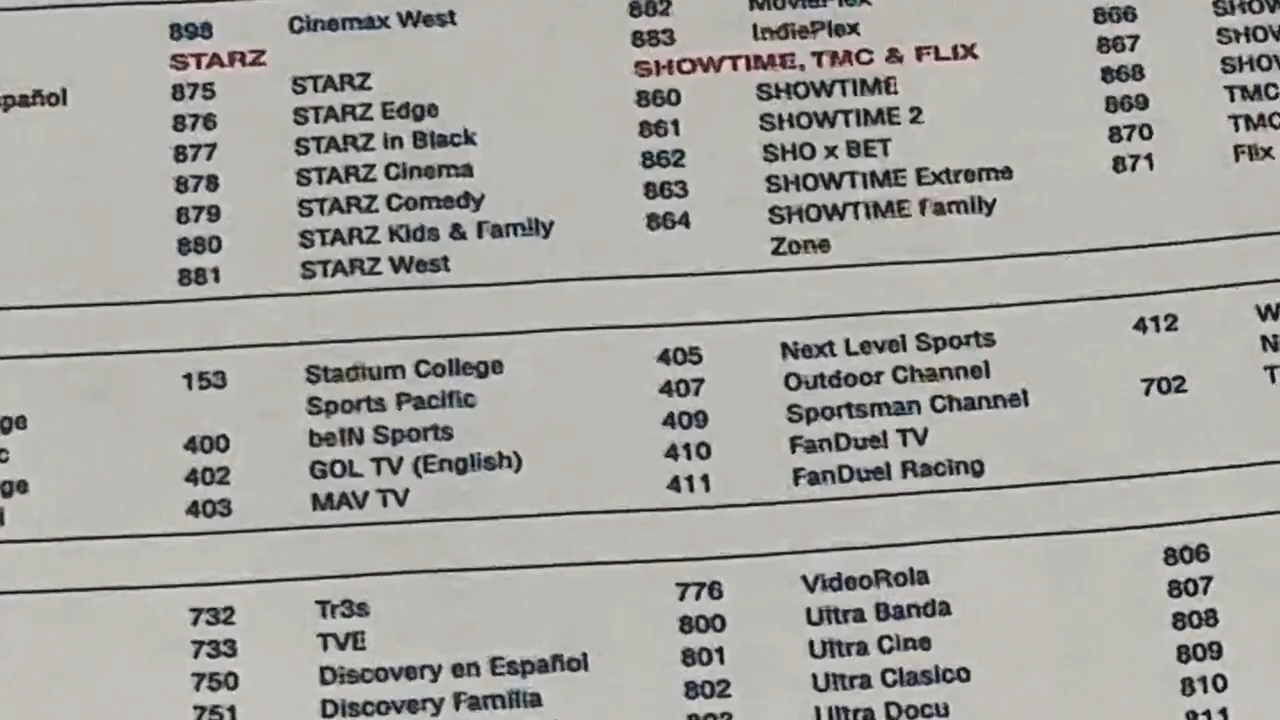 898 Cinemax West
STARZ
875 STARZ
876 STARZ Edge
877 STARZ in Black
878 STARZ Cinema
879 STARZ Comedy
880 STARZ Kids & Family
881 STARZ West
882
883 IndiePlex
SHOWTIME, TMC & FLIX
860 SHOWTIME
861 SHOWTIME 2
862 SHO x BET
863 SHOWTIME Extreme
864 SHOWTIME Family
Zone
866
867
868
869 TMC
870 TMC
871 Flix
153 Stadium College
Sports Pacific
400 beIN Sports
402 GOL TV (English)
403 MAV TV
405 Next Level Sports
407 Outdoor Channel
409 Sportsman Channel
410 FanDuel TV
411 FanDuel Racing
412
702
732 Tr3s
733 TVE
750 Discovery en Español
751 Discovery Familia
776 VideoRola
800 Ultra Banda
801 Ultra Cine
802 Ultra Clasico
Ultra Docu
806
807
808
809
810
811